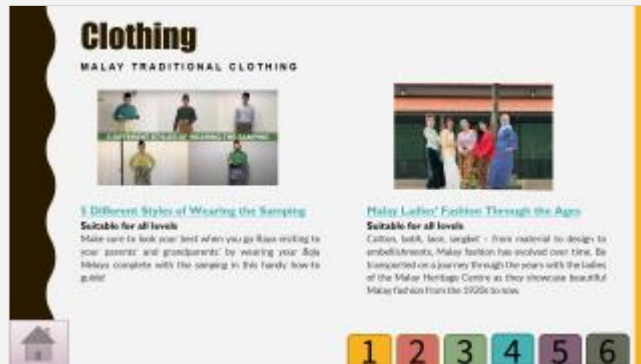 Clothing
MALAY TRADITIONAL CLOTHING
5 DIFFERENT STYLES OF WEARING THE SAMPING
5 Different Styles of Wearing the Samping
Suitable for all levels
Make sure to look your best when you go Raya visiting to
your parents' and grandparents' by wearing your Baju
Melayu complete with the samping in this handy how-to
guide!
Malay Ladies' Fashion Through the Ages
Suitable for all levels
Cotton, batik, lace, songket – from material to design to
embellishments, Malay fashion has evolved over time. Be
transported on a journey through the years with the ladies
of the Malay Heritage Centre as they showcase beautiful
Malay fashion from the 1920s to now.
1 2 3 4 5 6